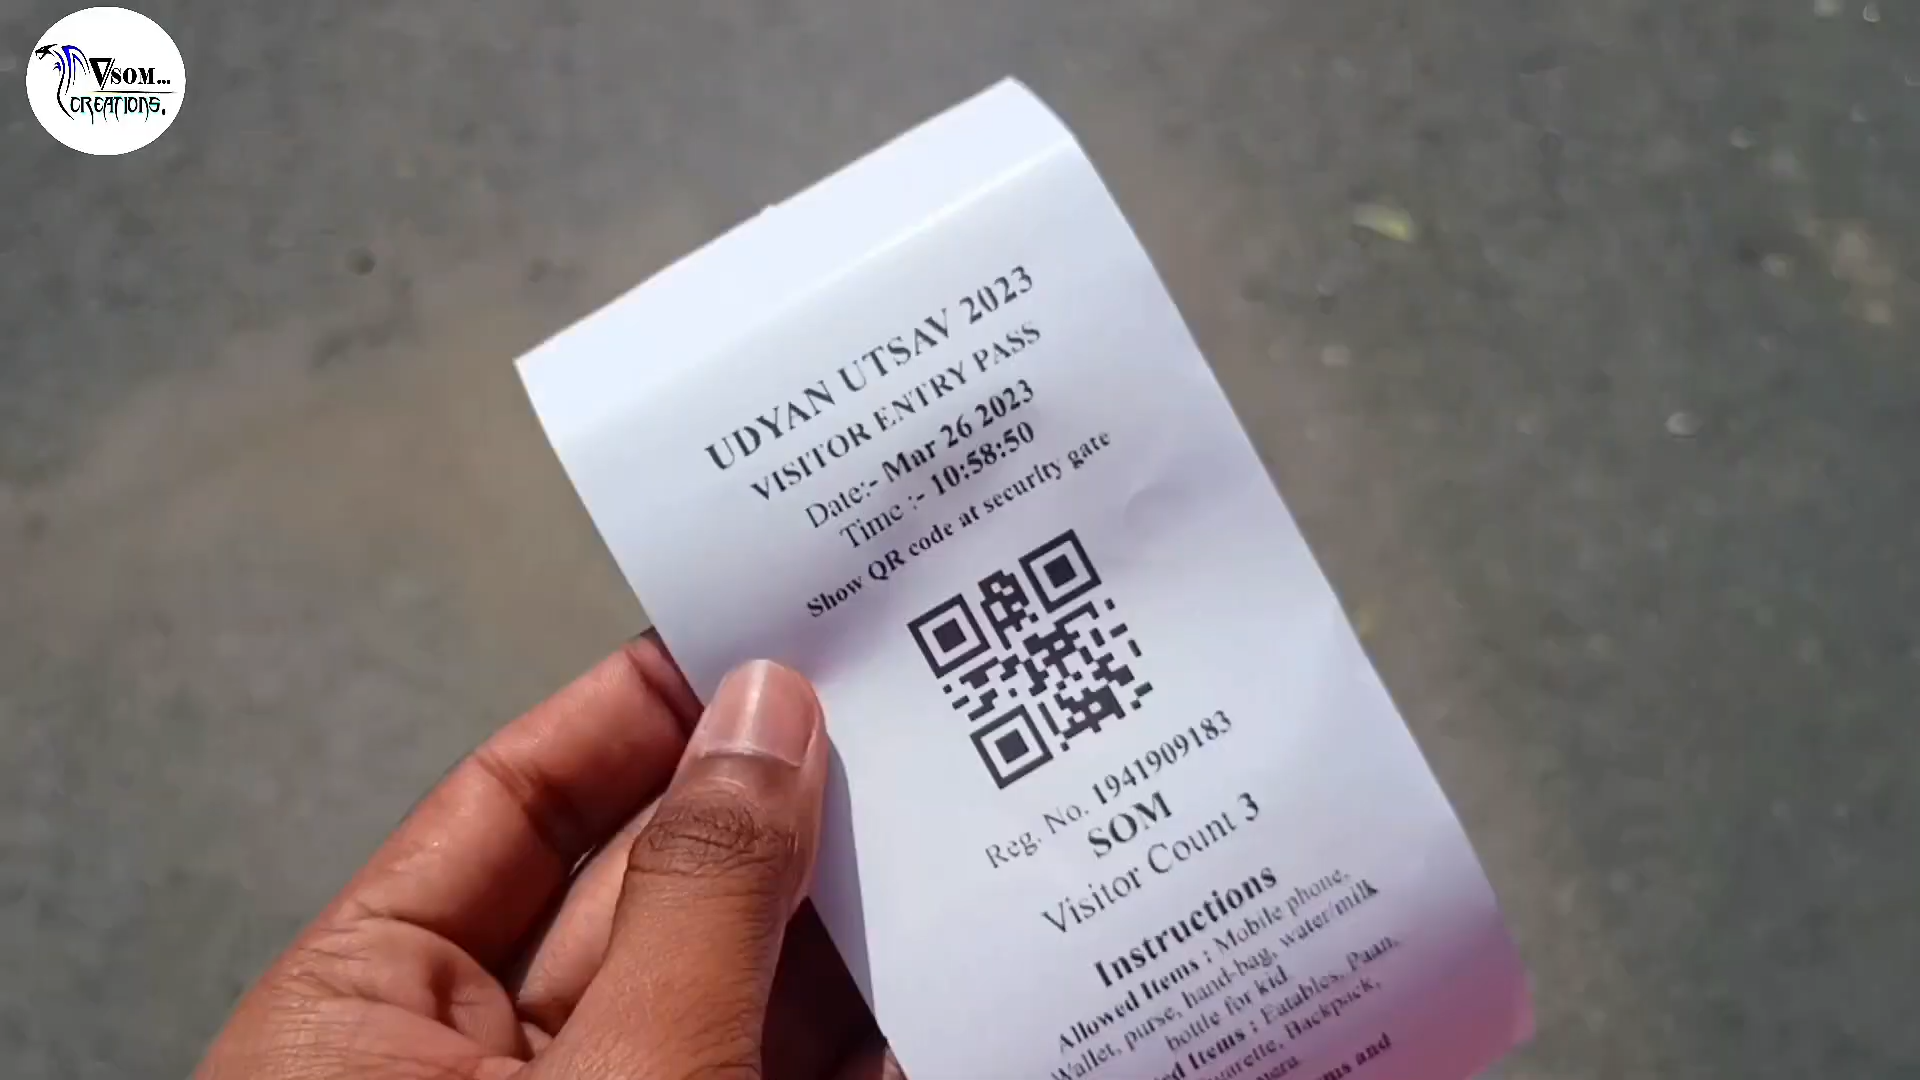 VSOM...
CREATIONS.
UDYAN UTSAV 2023
VISITOR ENTRY PASS
Date:- Mar 26 2023
Time :- 10:58:50
Show QR code at security gate
Reg. No. 1941909183
SOM
Visitor Count 3
Instructions
Allowed Items : Mobile phone,
Wallet, purse, hand-bag, water/milk
bottle for kid
Items : Eatables, Paan,
Backpack,
and